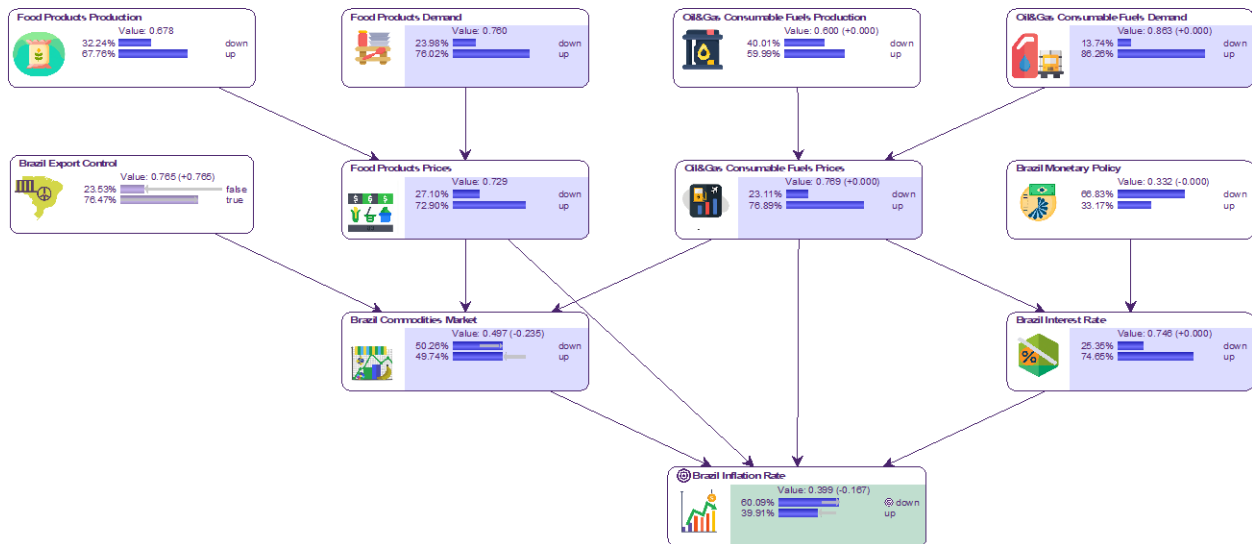 Food Products Production
Value: 0.678
32.24% down
67.76% up
Food Products Demand
Value: 0.760
23.98% down
76.02% up
Oil&Gas Consumable Fuels Production
Value: 0.600 (+0.000)
40.01% down
59.99% up
Oil&Gas Consumable Fuels Demand
Value: 0.863 (+0.000)
13.74% down
86.26% up
Brazil Export Control
Value: 0.765 (+0.765)
23.53% false
76.47% true
Food Products Prices
Value: 0.729
27.10% down
72.90% up
$ $ $
Oil&Gas Consumable Fuels Prices
Value: 0.769 (+0.000)
23.11% down
76.89% up
Brazil Monetary Policy
Value: 0.332 (-0.000)
66.83% down
33.17% up
Brazil Commodities Market
Value: 0.497 (-0.235)
50.26% down
49.74% up
Brazil Interest Rate
Value: 0.746 (+0.000)
25.35% down
74.65% up
%
Brazil Inflation Rate
Value: 0.399 (-0.167)
60.09% down
39.91% up